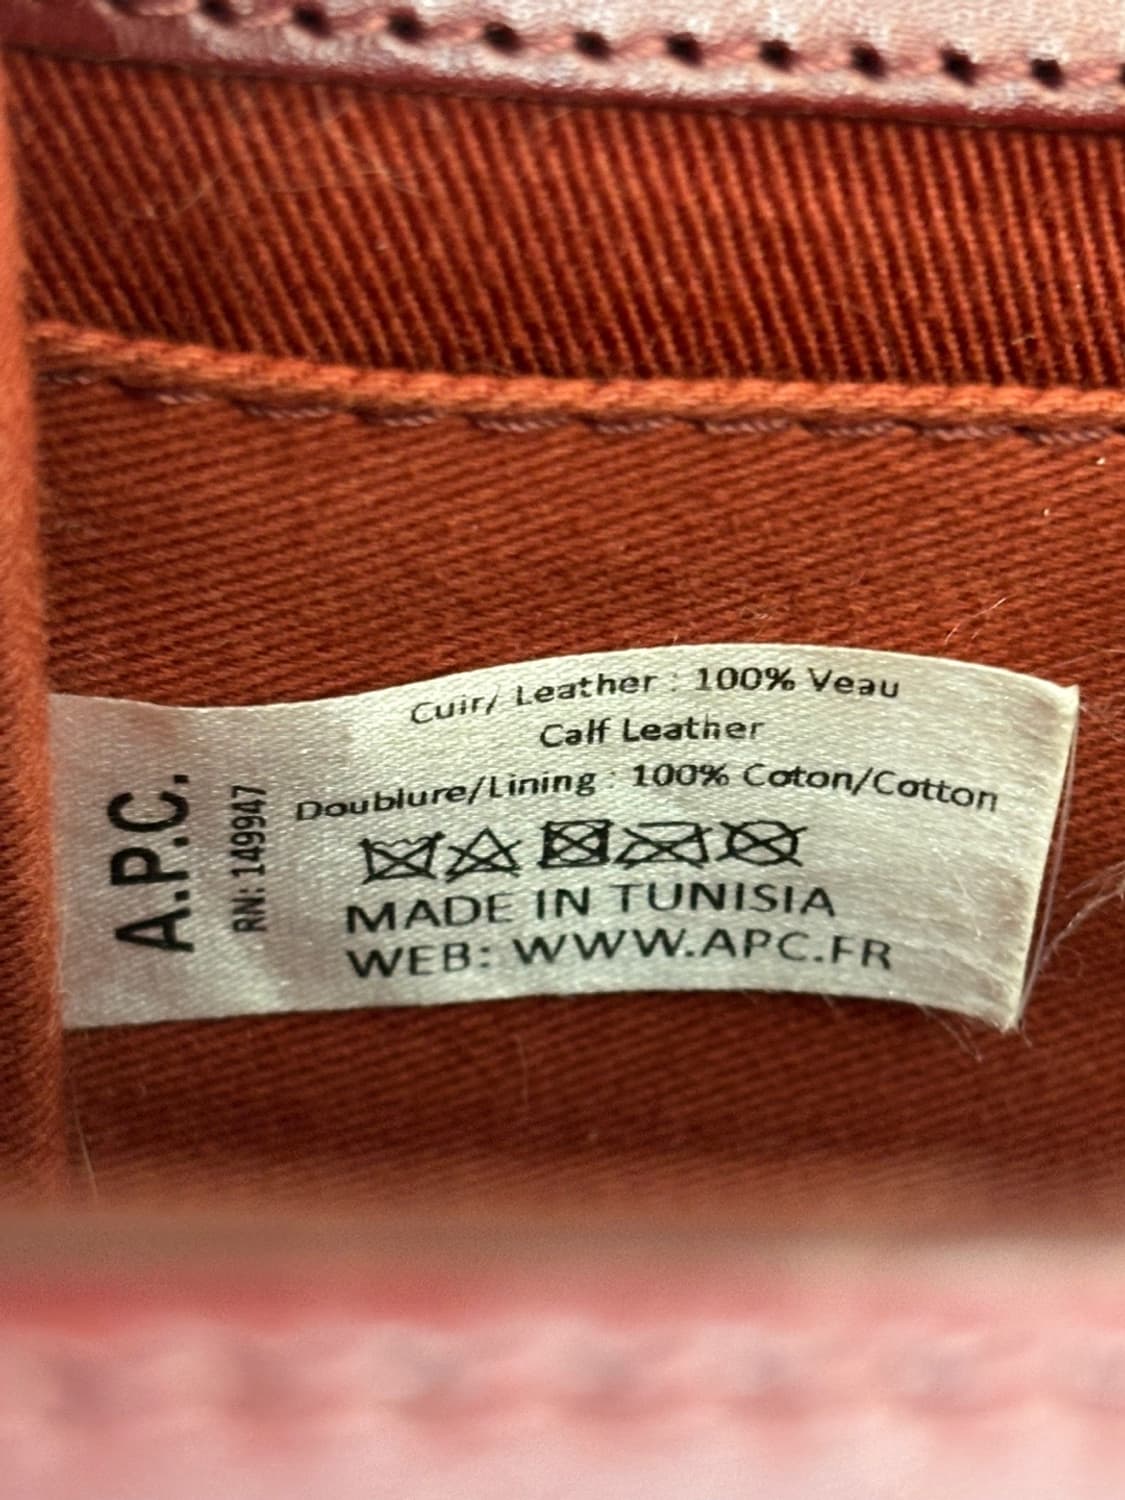 A.P.C.
RN: 149947
Cuir/ Leather : 100% Veau
Calf Leather
Doublure/Lining : 100% Coton/Cotton
MADE IN TUNISIA
WEB: WWW.APC.FR